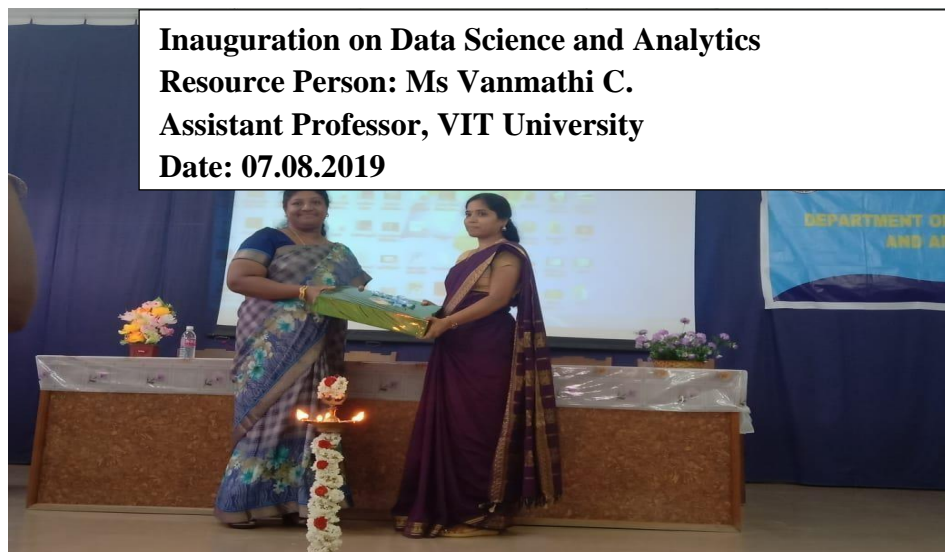 Inauguration on Data Science and Analytics
Resource Person: Ms Vanmathi C.
Assistant Professor, VIT University
Date: 07.08.2019
DEPARTMENT O
AND A